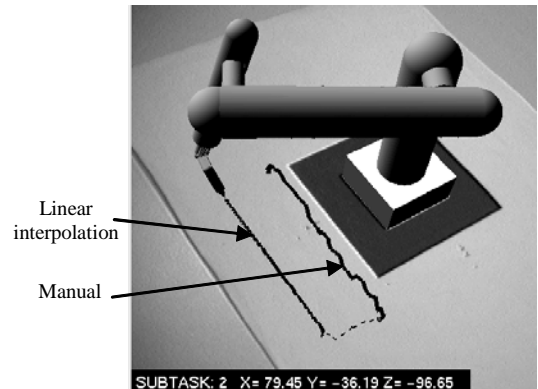 Linear
interpolation
Manual
SUBTASK: 2 X= 79.45 Y= -36.19 Z= -96.65